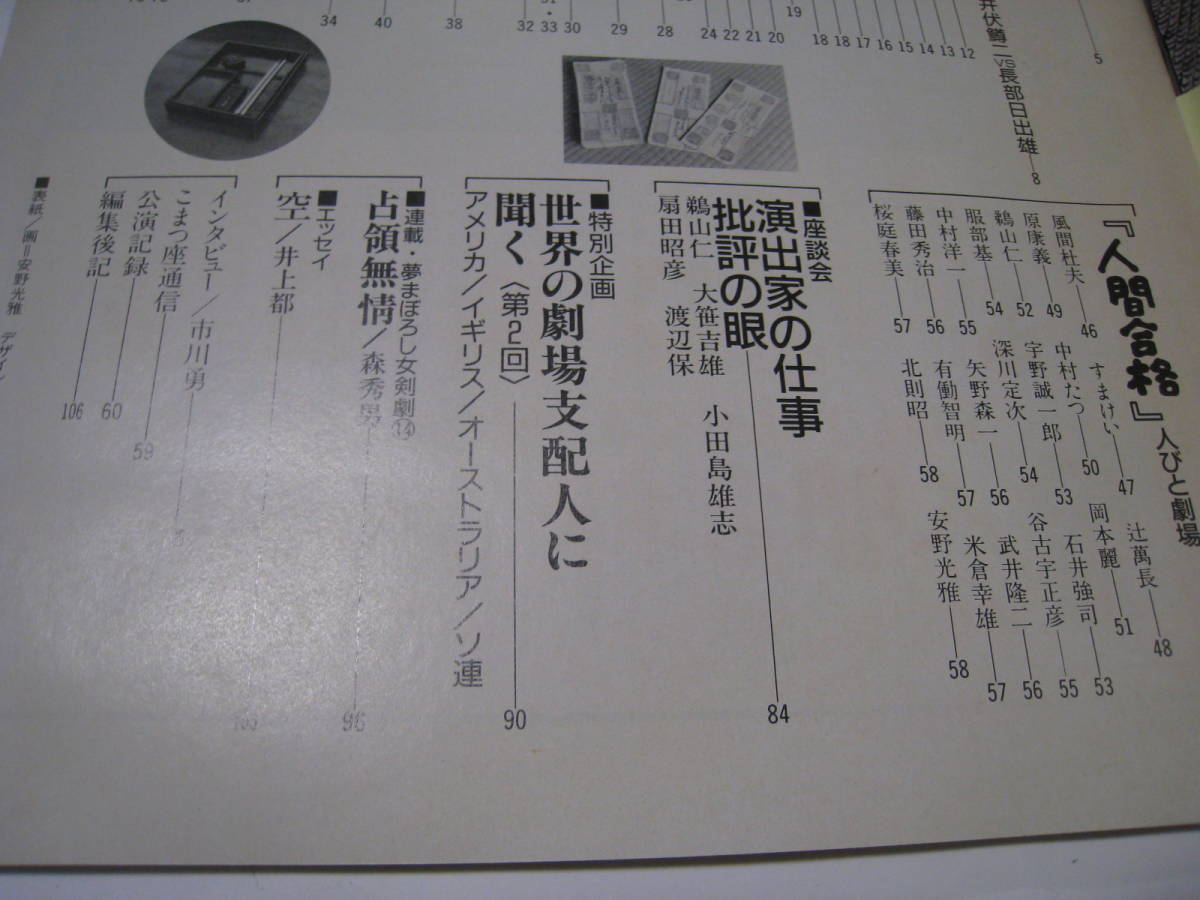 5
井伏鱒二VS長部日出雄 8
12
13
14
15
16
17
18
18
19
20
21
22
24
28
29
30
33
32
38
40
34
『人間合格』人びと劇場
風間杜夫 46
すまけい 47
辻萬長 48
原康義 49
中村たつ 50
岡本麗 51
鵜山仁 52
宇野誠一郎 53
石井強司 53
服部基 54
深川定次 54
谷古宇正彦 55
中村洋一 55
矢野森一 56
武井隆二 56
藤田秀治 56
有働智明 57
米倉幸雄 57
桜庭春美 57
北則昭 58
安野光雅 58
■座談会
演出家の仕事
批評の眼 84
鵜山仁 大笹吉雄 小田島雄志
扇田昭彦 渡辺保
■特別企画
世界の劇場支配人に
聞く〈第2回〉 90
アメリカ/イギリス/オーストラリア/ソ連
■連載・夢まぼろし女剣劇⑭
占領無情/森秀男 98
■エッセイ
空/井上都
インタビュー/市川勇
こまつ座通信 59
公演記録 60
編集後記 106
■表紙/画=安野光雅 デザイン